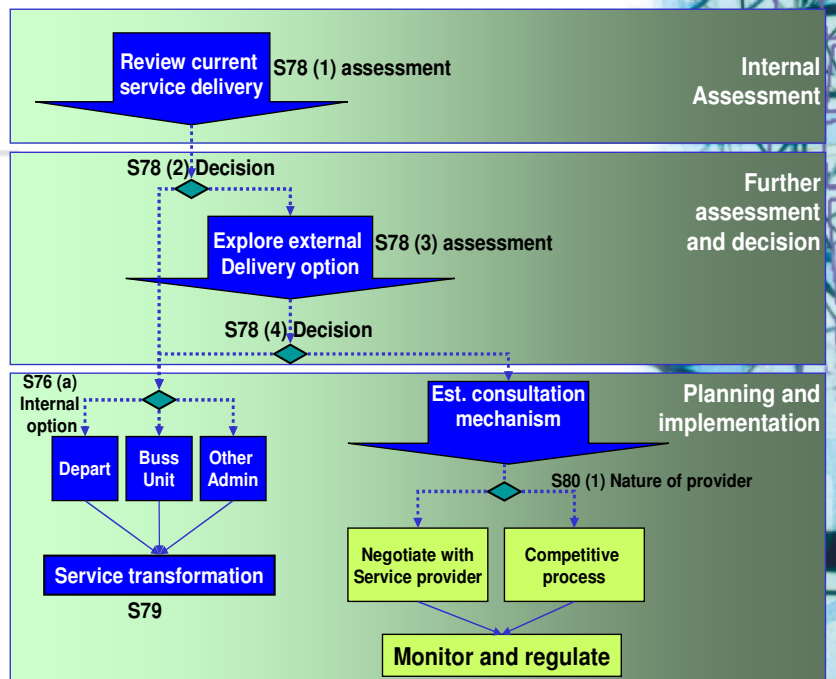 Review current
service delivery
S78 (1) assessment
Internal
Assessment
S78 (2) Decision
Further
assessment
and decision
Explore external
Delivery option
S78 (3) assessment
S78 (4) Decision
S76 (a)
Internal
option
Est. consultation
mechanism
Planning and
implementation
Depart
Buss
Unit
Other
Admin
S80 (1) Nature of provider
Negotiate with
Service provider
Competitive
process
Service transformation
S79
Monitor and regulate